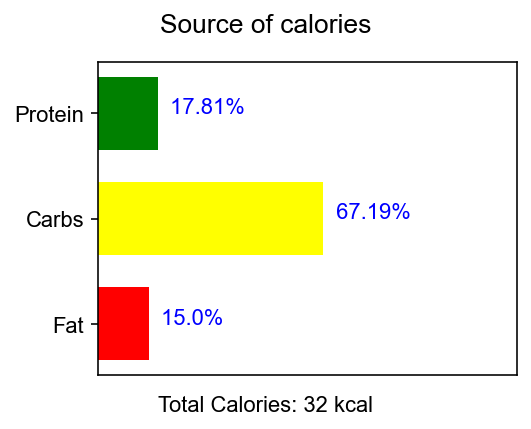 Source of calories
Protein
17.81%
Carbs
67.19%
Fat
15.0%
Total Calories: 32 kcal